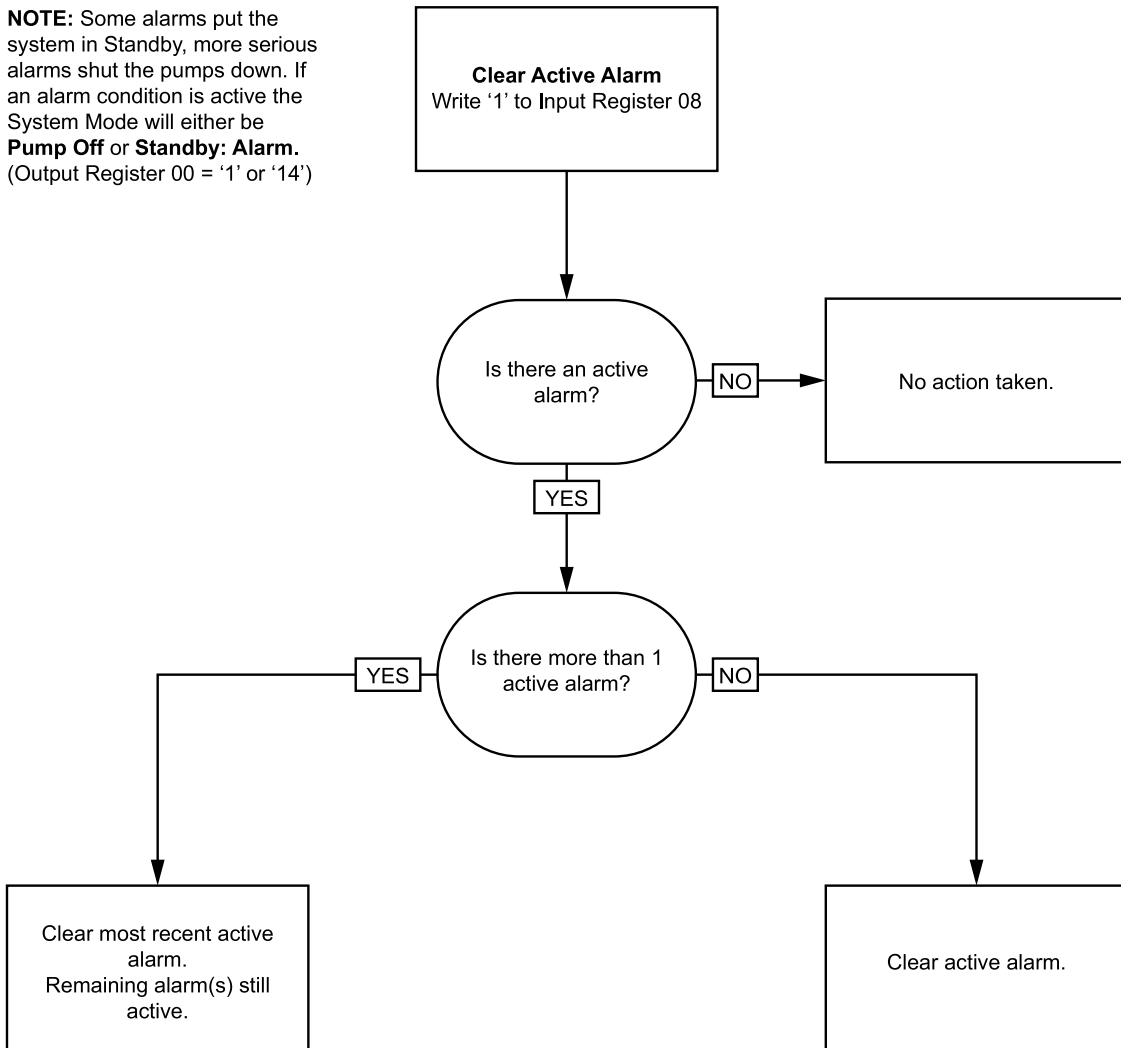 NOTE: Some alarms put the
system in Standby, more serious
alarms shut the pumps down. If
an alarm condition is active the
System Mode will either be
Pump Off or Standby: Alarm.
(Output Register 00 = ‘1’ or ‘14’)
Clear Active Alarm
Write ‘1’ to Input Register 08
Is there an active
alarm?
NO
No action taken.
YES
Is there more than 1
active alarm?
YES
NO
Clear most recent active
alarm.
Remaining alarm(s) still
active.
Clear active alarm.